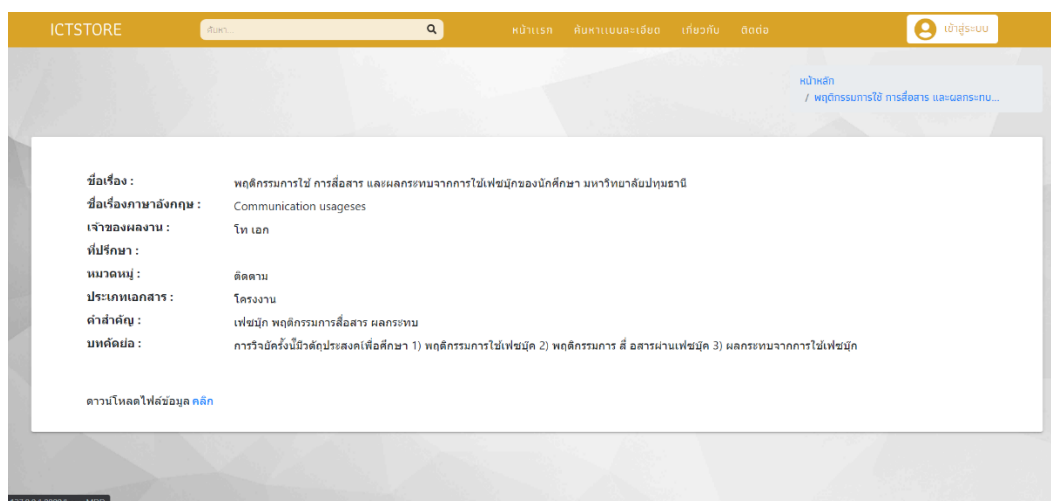 ICTSTORE
ค้นหา...
หน้าแรก ค้นหาแบบละเอียด เกี่ยวกับ ติดต่อ
เข้าสู่ระบบ
หน้าหลัก
/ พฤติกรรมการใช้ การสื่อสาร และผลกระทบ...
ชื่อเรื่อง : พฤติกรรมการใช้ การสื่อสาร และผลกระทบจากการใช้เฟซบุ๊กของนักศึกษา มหาวิทยาลัยปทุมธานี
ชื่อเรื่องภาษาอังกฤษ : Communication usageses
เจ้าของผลงาน : โท เอก
ที่ปรึกษา :
หมวดหมู่ : ติดตาม
ประเภทเอกสาร : โครงงาน
คำสำคัญ : เฟซบุ๊ก พฤติกรรมการสื่อสาร ผลกระทบ
บทคัดย่อ : การวิจัยครั้งนี้มีวัตถุประสงค์เพื่อศึกษา 1) พฤติกรรมการใช้เฟซบุ๊ค 2) พฤติกรรมการ สื่ อสารผ่านเฟซบุ๊ค 3) ผลกระทบจากการใช้เฟซบุ๊ก
ดาวน์โหลดไฟล์ข้อมูล คลิก